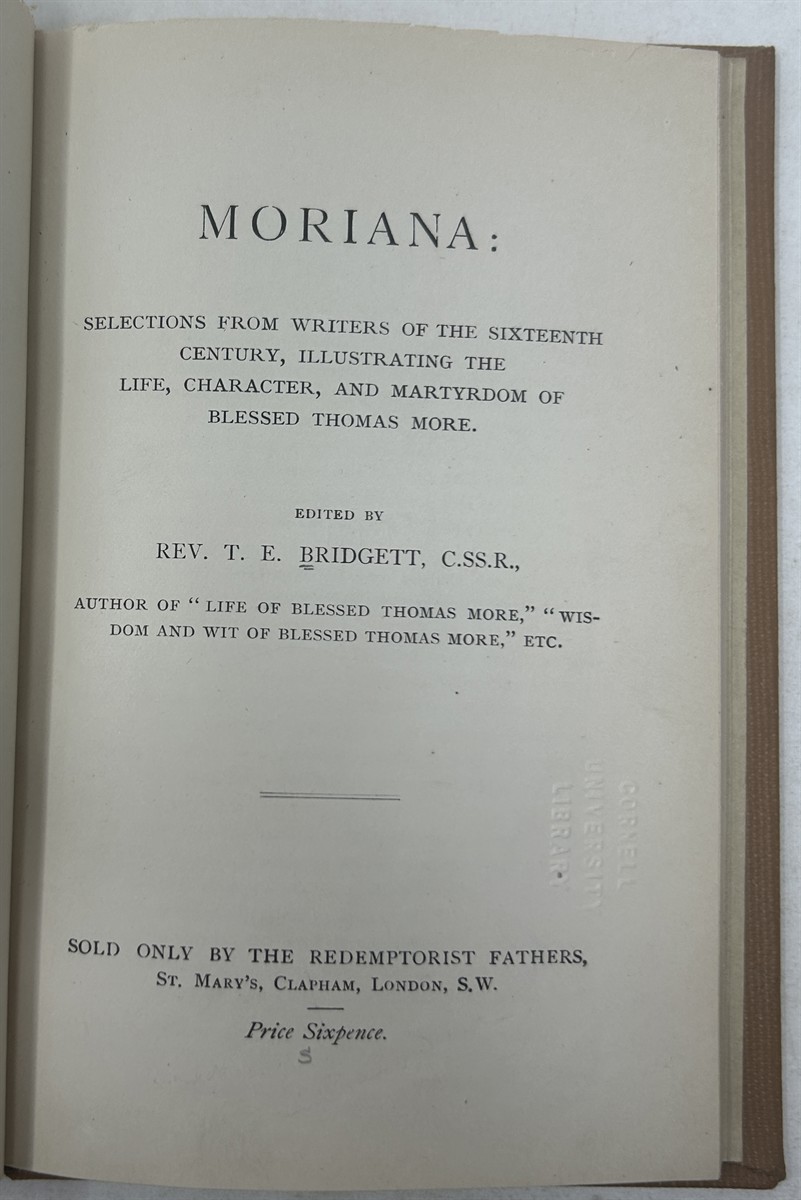 MORIANA:
SELECTIONS FROM WRITERS OF THE SIXTEENTH
CENTURY, ILLUSTRATING THE
LIFE, CHARACTER, AND MARTYRDOM OF
BLESSED THOMAS MORE.
EDITED BY
REV. T. E. BRIDGETT, C.SS.R.,
AUTHOR OF “ LIFE OF BLESSED THOMAS MORE,” “ WIS-
DOM AND WIT OF BLESSED THOMAS MORE,” ETC.
CORNELL
UNIVERSITY
LIBRARY
SOLD ONLY BY THE REDEMPTORIST FATHERS,
ST. MARY'S, CLAPHAM, LONDON, S.W.
Price Sixpence.
S